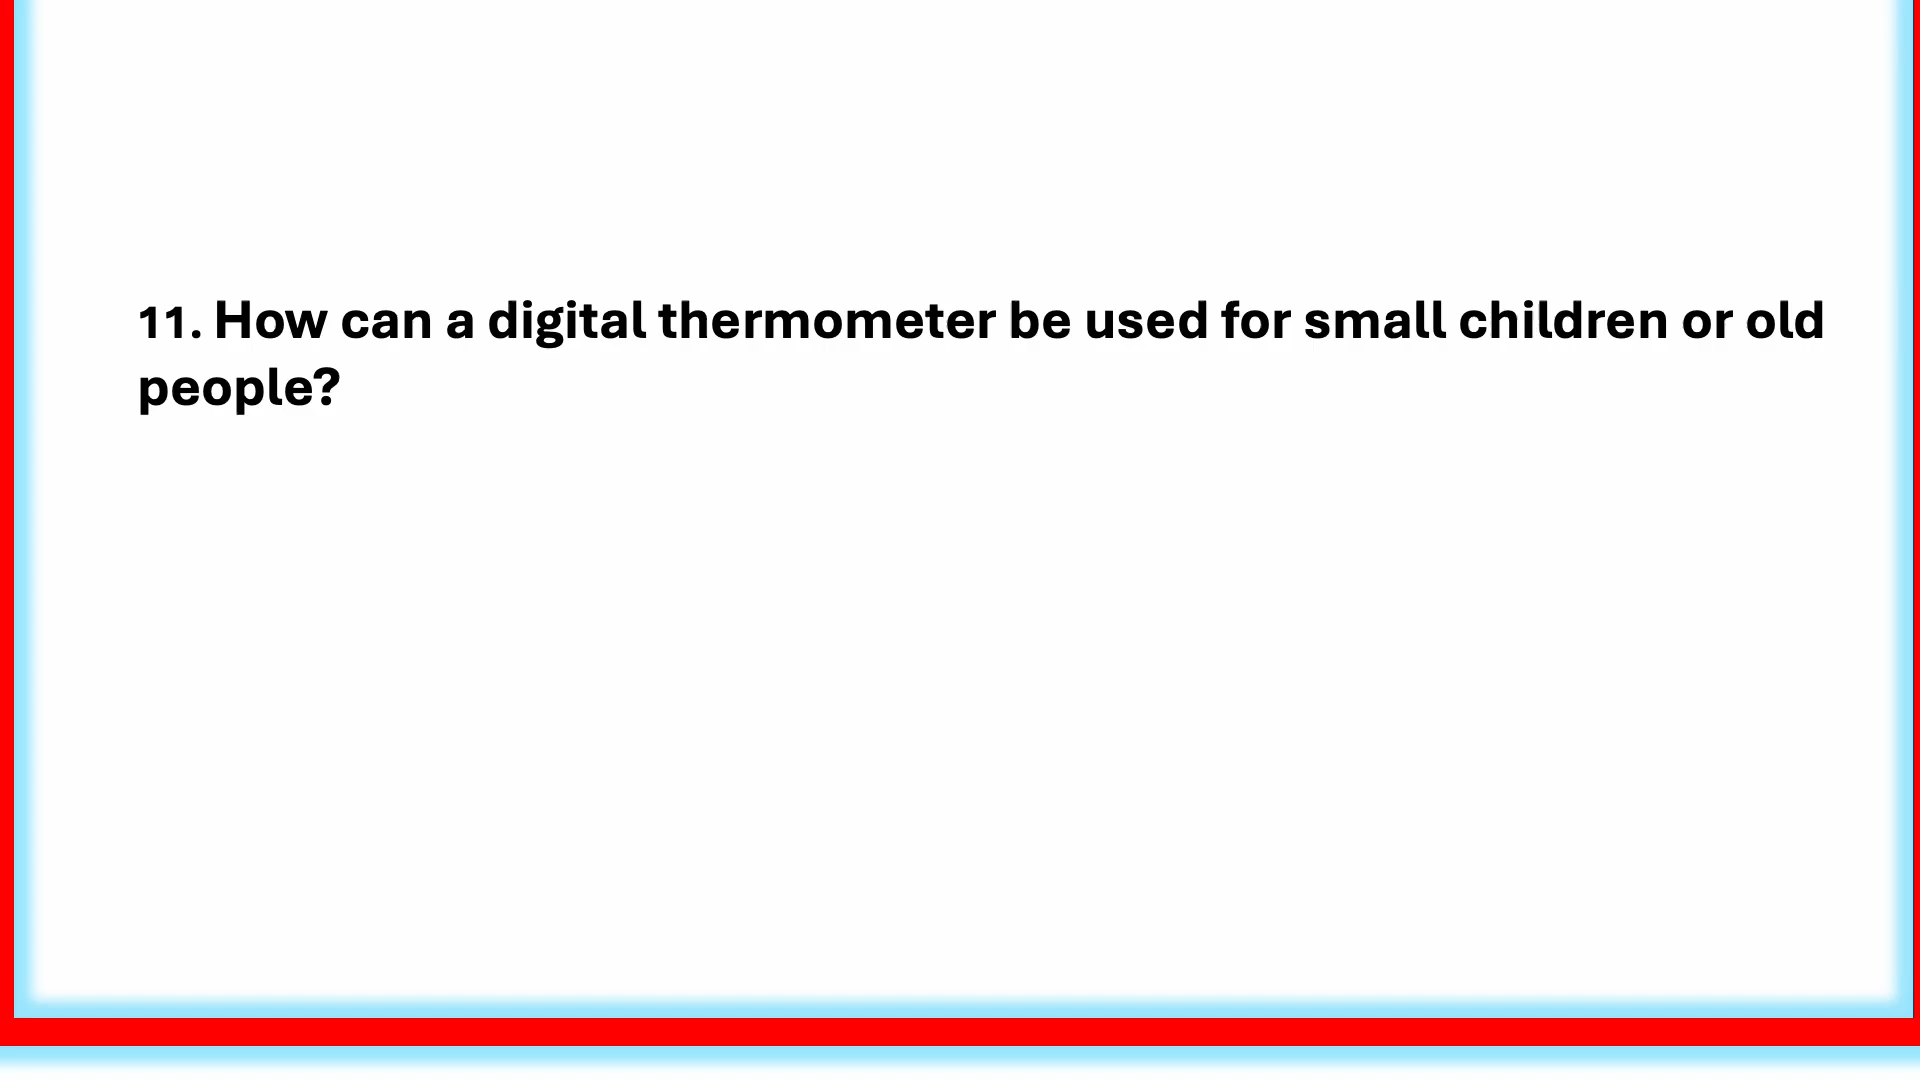 11. How can a digital thermometer be used for small children or old
people?